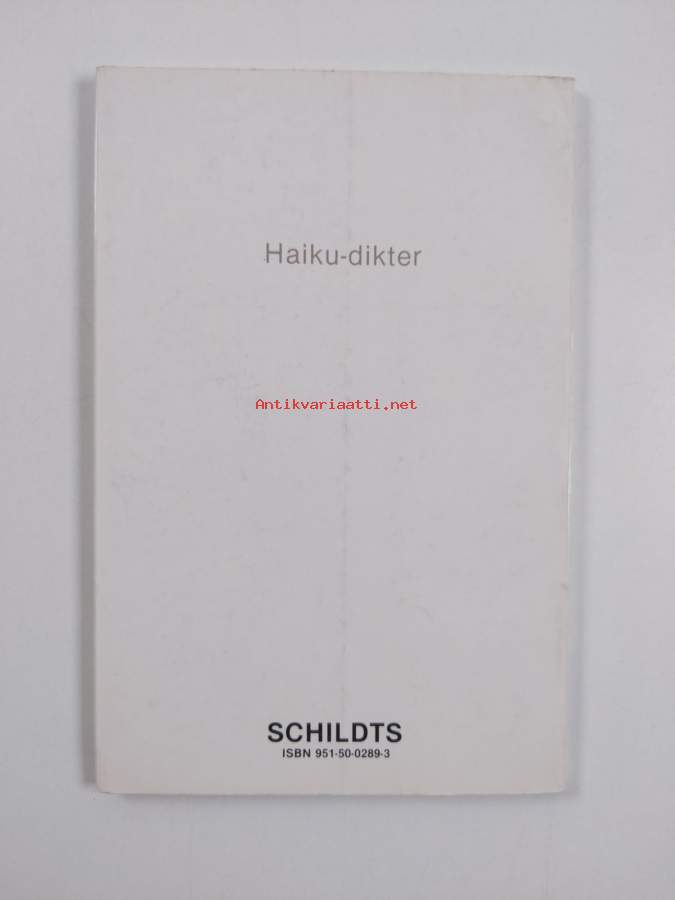 Haiku-dikter
Antikvariaatti.net
SCHILDTS
ISBN 951-50-0289-3